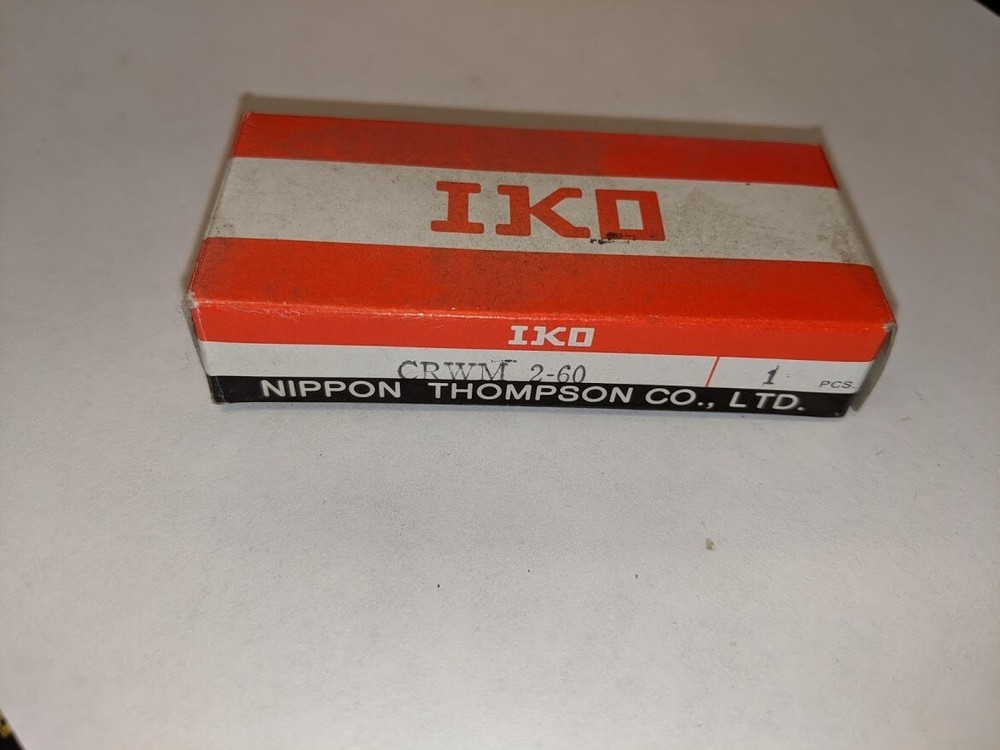 IKO
IKO
CRWM 2-60 1 PCS.
NIPPON THOMPSON CO., LTD.